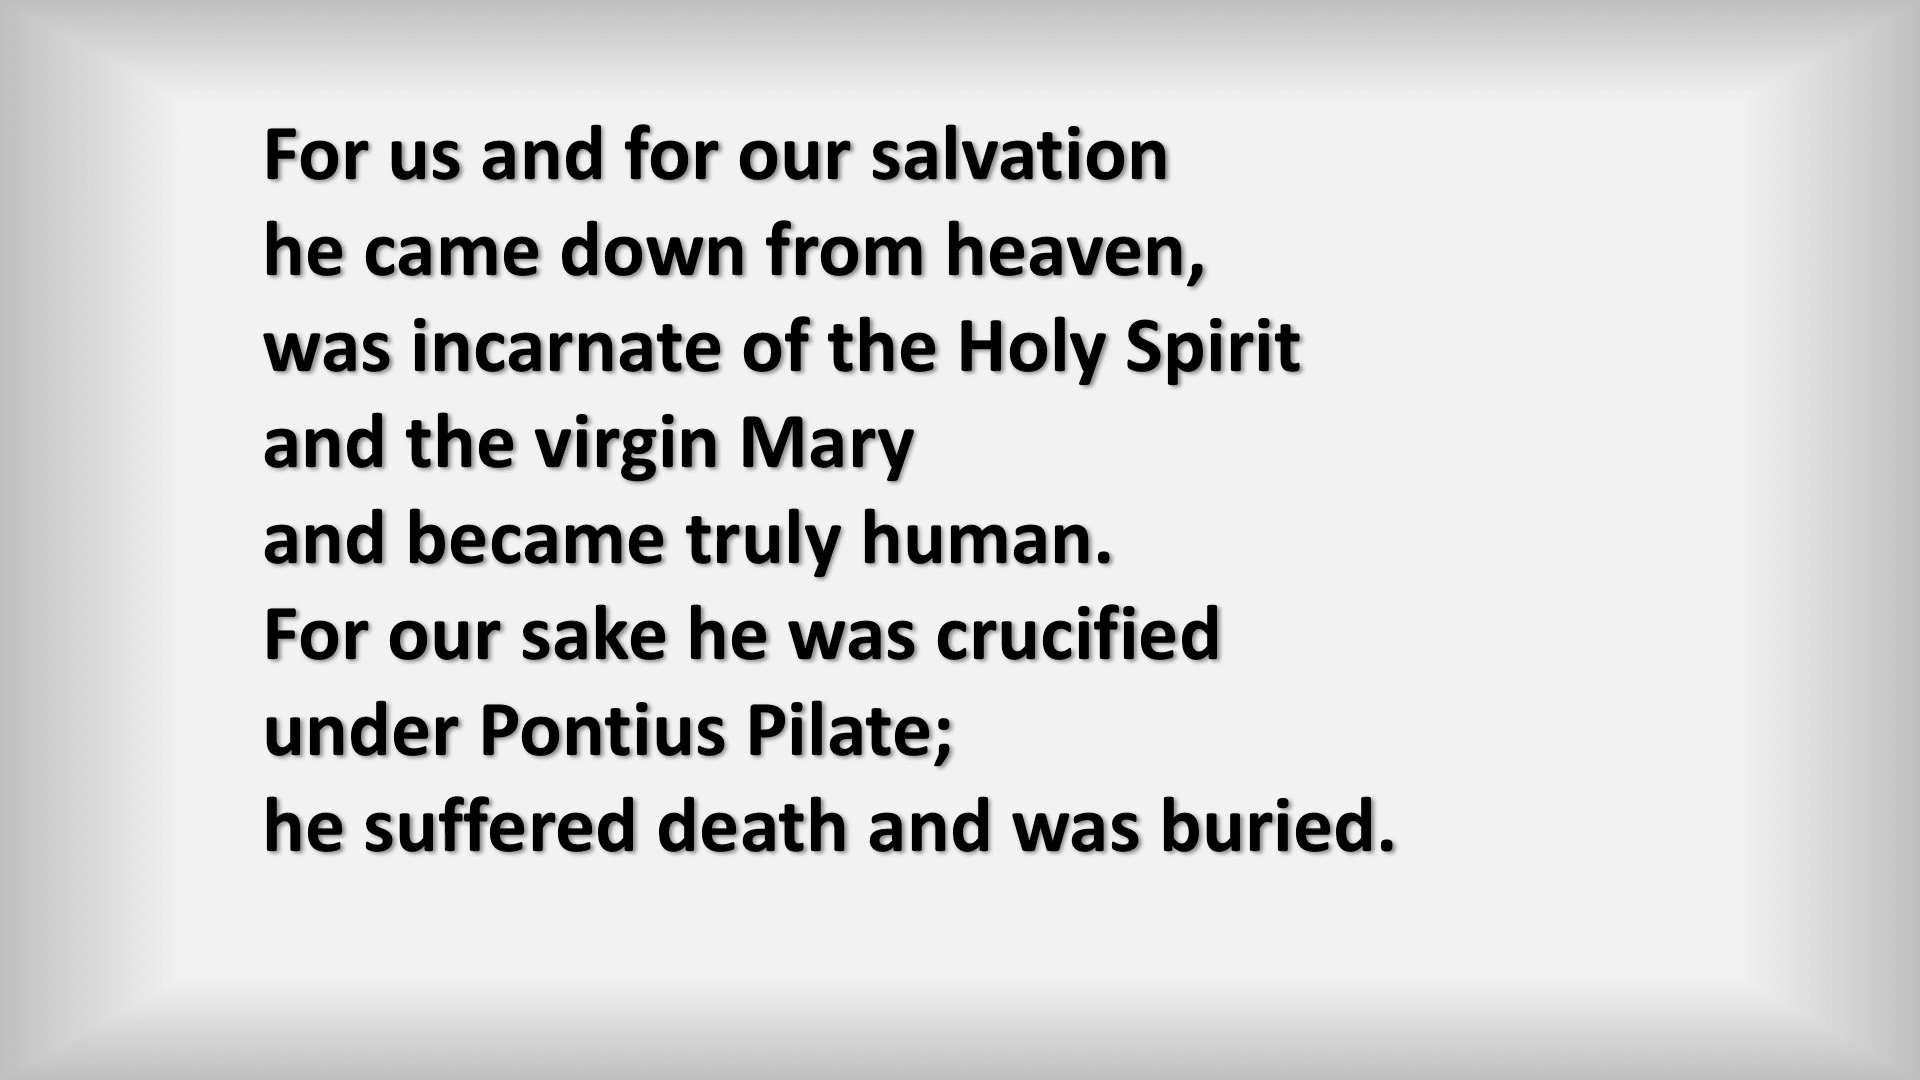 For us and for our salvation
he came down from heaven,
was incarnate of the Holy Spirit
and the virgin Mary
and became truly human.
For our sake he was crucified
under Pontius Pilate;
he suffered death and was buried.